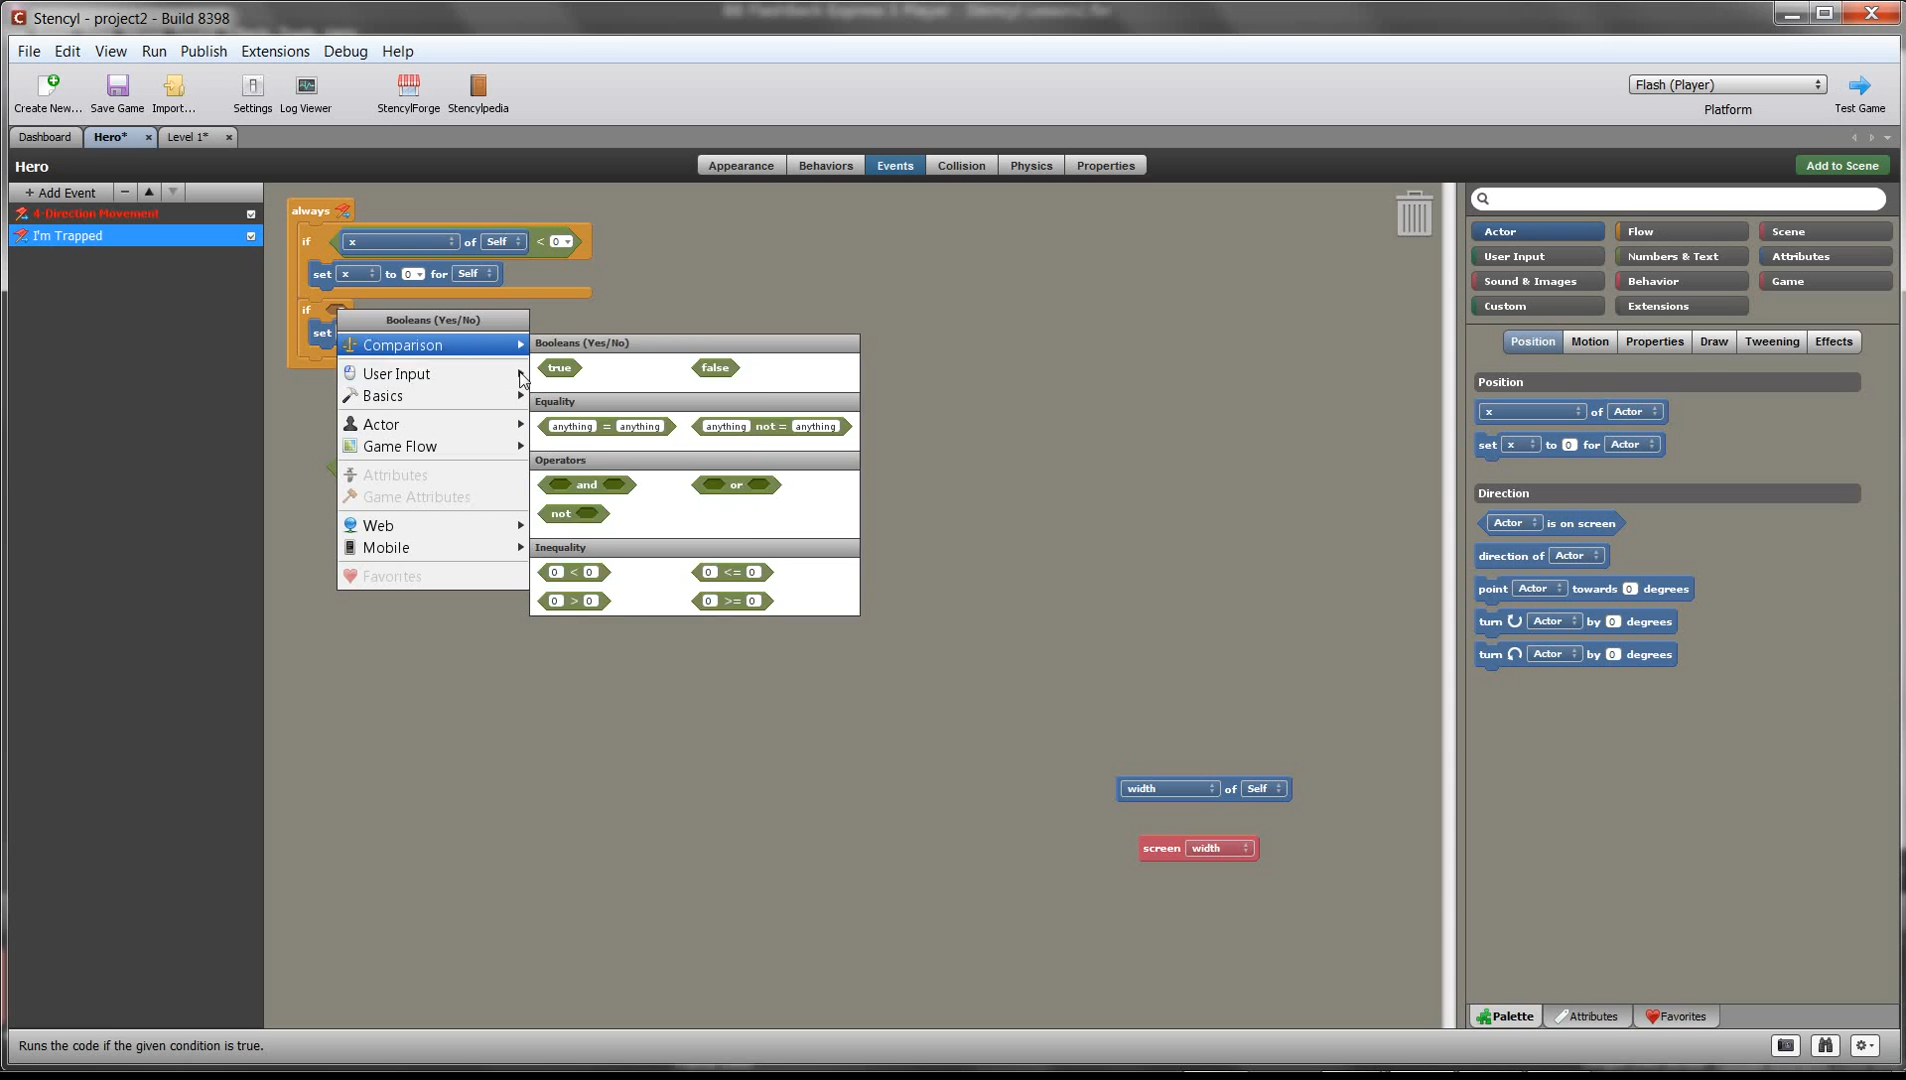 Stencyl - project2 - Build 8398
File Edit View Run Publish Extensions Debug Help
Create New... Save Game Import... Settings Log Viewer StencylForge Stencylpedia
Flash (Player)
Platform
Test Game
Dashboard Hero* Level 1*
Hero
Appearance Behaviors Events Collision Physics Properties
Add to Scene
+ Add Event
4-Direction Movement
I'm Trapped
always
if x of Self < 0
set x to 0 for Self
if
set
Booleans (Yes/No)
Comparison
User Input
Basics
Actor
Game Flow
Attributes
Game Attributes
Web
Mobile
Favorites
Booleans (Yes/No)
true false
Equality
anything = anything anything not = anything
Operators
and or
not
Inequality
0 < 0 0 <= 0
0 > 0 0 >= 0
width of Self
screen width
Actor Flow Scene
User Input Numbers & Text Attributes
Sound & Images Behavior Game
Custom Extensions
Position Motion Properties Draw Tweening Effects
Position
x of Actor
set x to 0 for Actor
Direction
Actor is on screen
direction of Actor
point Actor towards 0 degrees
turn Actor by 0 degrees
turn Actor by 0 degrees
Palette Attributes Favorites
Runs the code if the given condition is true.